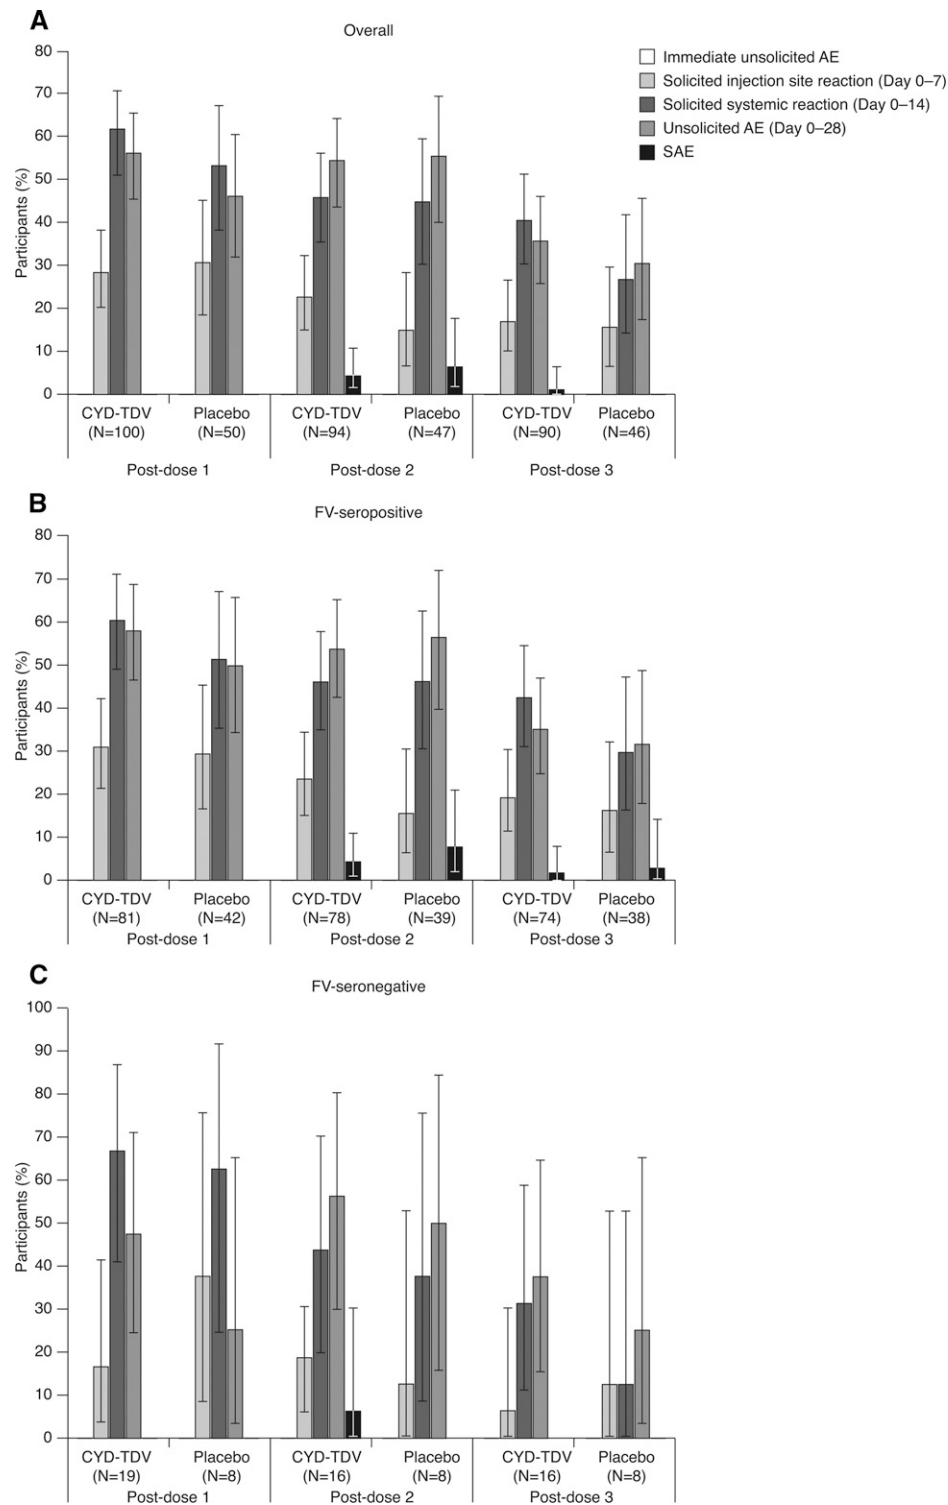 A
Overall
80
70
60
50
40
30
20
10
0
Participants (%)
Immediate unsolicited AE
Solicited injection site reaction (Day 0–7)
Solicited systemic reaction (Day 0–14)
Unsolicited AE (Day 0–28)
SAE
CYD-TDV Placebo CYD-TDV Placebo CYD-TDV Placebo
(N=100) (N=50) (N=94) (N=47) (N=90) (N=46)
Post-dose 1 Post-dose 2 Post-dose 3
B
FV-seropositive
80
70
60
50
40
30
20
10
0
Participants (%)
CYD-TDV Placebo CYD-TDV Placebo CYD-TDV Placebo
(N=81) (N=42) (N=78) (N=39) (N=74) (N=38)
Post-dose 1 Post-dose 2 Post-dose 3
C
FV-seronegative
100
90
80
70
60
50
40
30
20
10
0
Participants (%)
CYD-TDV Placebo CYD-TDV Placebo CYD-TDV Placebo
(N=19) (N=8) (N=16) (N=8) (N=16) (N=8)
Post-dose 1 Post-dose 2 Post-dose 3